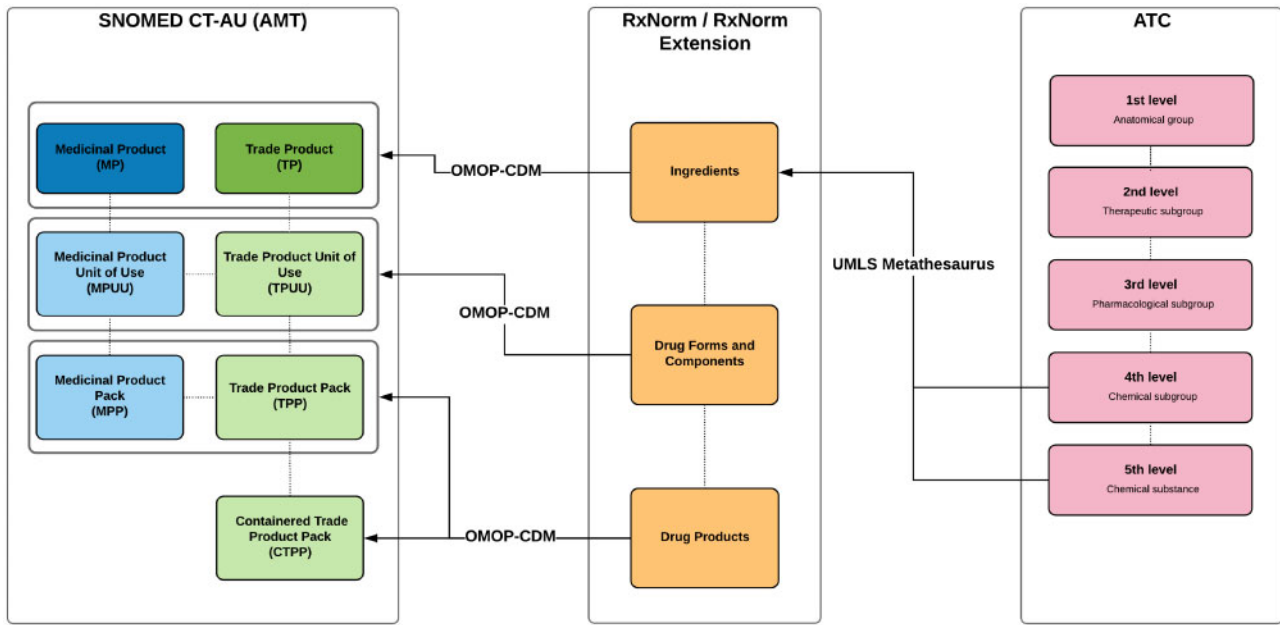 SNOMED CT-AU (AMT)
RxNorm / RxNorm
Extension
ATC
Medicinal Product
(MP)
Trade Product
(TP)
Medicinal Product
Unit of Use
(MPUU)
Trade Product Unit of
Use
(TPUU)
Medicinal Product
Pack
(MPP)
Trade Product Pack
(TPP)
Containered Trade
Product Pack
(CTPP)
OMOP-CDM
OMOP-CDM
OMOP-CDM
Ingredients
Drug Forms and
Components
Drug Products
UMLS Metathesaurus
1st level
Anatomical group
2nd level
Therapeutic subgroup
3rd level
Pharmacological subgroup
4th level
Chemical subgroup
5th level
Chemical substance